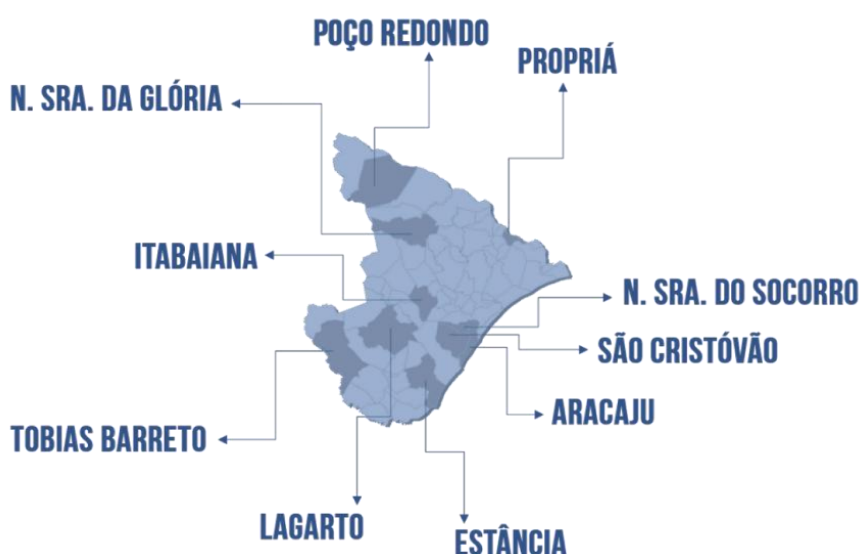 POÇO REDONDO
PROPRIÁ
N. SRA. DA GLÓRIA
ITABAIANA
N. SRA. DO SOCORRO
SÃO CRISTÓVÃO
ARACAJU
TOBIAS BARRETO
LAGARTO
ESTÂNCIA